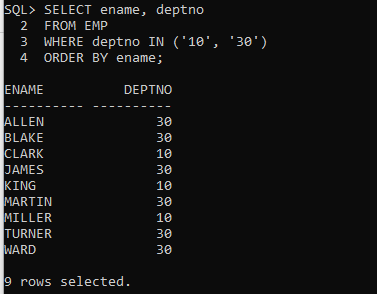 SQL> SELECT ename, deptno
  2  FROM EMP
  3  WHERE deptno IN ('10', '30')
  4  ORDER BY ename;
ENAME          DEPTNO
---------- ----------
ALLEN              30
BLAKE              30
CLARK              10
JAMES              30
KING               10
MARTIN             30
MILLER             10
TURNER             30
WARD               30
9 rows selected.